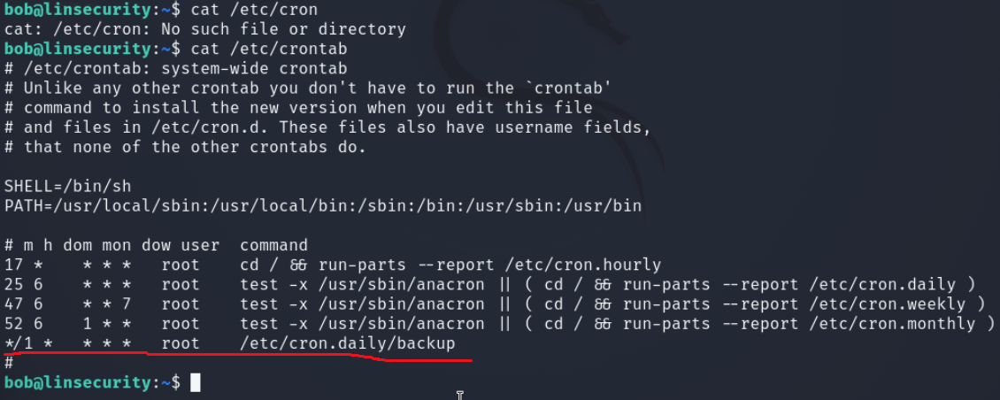 bob@linsecurity:~$ cat /etc/cron
cat: /etc/cron: No such file or directory
bob@linsecurity:~$ cat /etc/crontab
# /etc/crontab: system-wide crontab
# Unlike any other crontab you don't have to run the `crontab'
# command to install the new version when you edit this file
# and files in /etc/cron.d. These files also have username fields,
# that none of the other crontabs do.

SHELL=/bin/sh
PATH=/usr/local/sbin:/usr/local/bin:/sbin:/bin:/usr/sbin:/usr/bin

# m h dom mon dow user  command
17 *    * * *   root    cd / && run-parts --report /etc/cron.hourly
25 6    * * *   root    test -x /usr/sbin/anacron || ( cd / && run-parts --report /etc/cron.daily )
47 6    * * 7   root    test -x /usr/sbin/anacron || ( cd / && run-parts --report /etc/cron.weekly )
52 6    1 * *   root    test -x /usr/sbin/anacron || ( cd / && run-parts --report /etc/cron.monthly )
*/1 *   * * *   root    /etc/cron.daily/backup
#
bob@linsecurity:~$